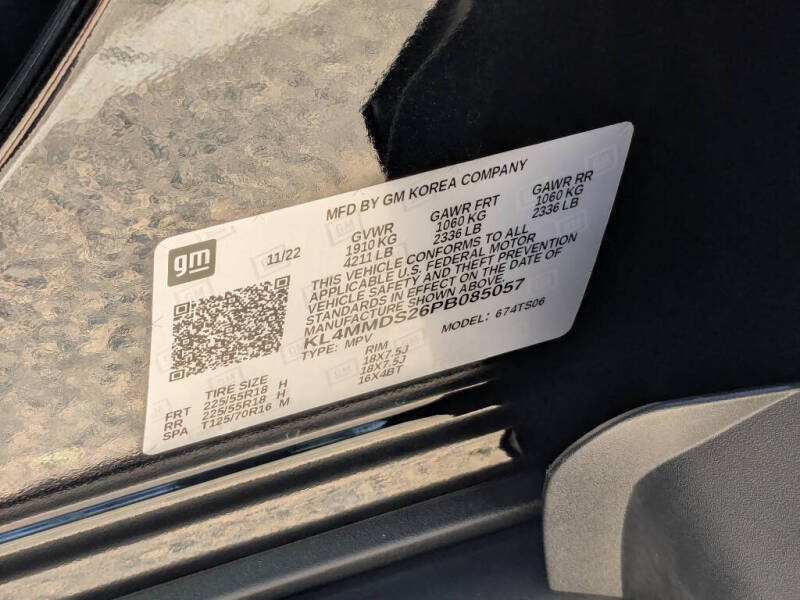 MFD BY GM KOREA COMPANY
gm
11/22
GVWR GAWR FRT GAWR RR
1910 KG 1060 KG 1060 KG
4211 LB 2336 LB 2336 LB
THIS VEHICLE CONFORMS TO ALL
APPLICABLE U.S. FEDERAL MOTOR
VEHICLE SAFETY AND THEFT PREVENTION
STANDARDS IN EFFECT ON THE DATE OF
MANUFACTURE SHOWN ABOVE.
KL4MMDS26PB085057
TYPE: MPV MODEL: 674TS06
TIRE SIZE RIM
FRT 225/55R18 H 18X7.5J
RR 225/55R18 H 18X7.5J
SPA T125/70R16 M 16X4BT